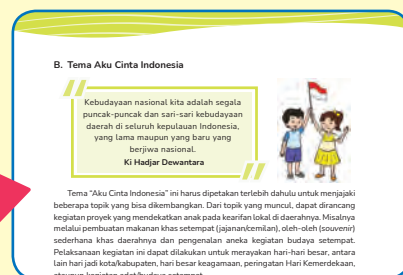 B. Tema Aku Cinta Indonesia
Kebudayaan nasional kita adalah segala
puncak-puncak dan sari-sari kebudayaan
daerah di seluruh kepulauan Indonesia,
yang lama maupun yang baru yang
berjiwa nasional.
Ki Hadjar Dewantara
Tema "Aku Cinta Indonesia" ini harus dipetakan terlebih dahulu untuk menjajaki
beberapa topik yang bisa dikembangkan. Dari topik yang muncul, dapat dirancang
kegiatan proyek yang mendekatkan anak pada kearifan lokal di daerahnya. Misalnya
melalui pembuatan makanan khas setempat (jajanan/cemilan), oleh-oleh (souvenir)
sederhana khas daerahnya dan pengenalan aneka kegiatan budaya setempat.
Pelaksanaan kegiatan ini dapat dilakukan untuk merayakan hari-hari besar, antara
lain hari jadi kota/kabupaten, hari besar keagamaan, peringatan Hari Kemerdekaan,
ataupun kegiatan adat/budaya setempat.